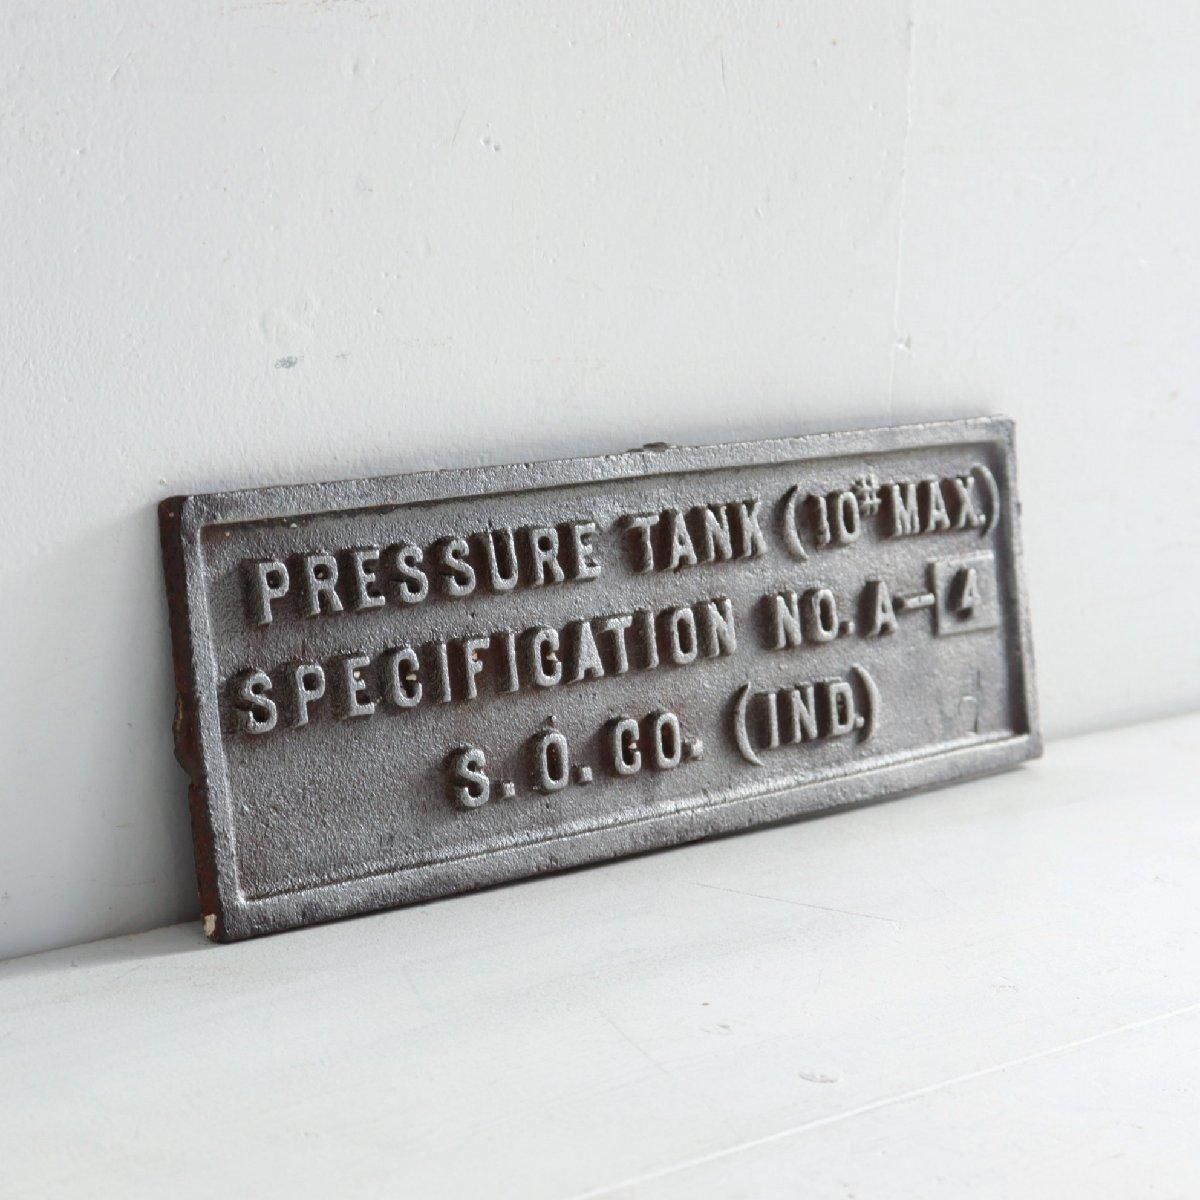 PRESSURE TANK (10# MAX.)
SPECIFICATION NO. A-4
S. O. CO. (IND.)